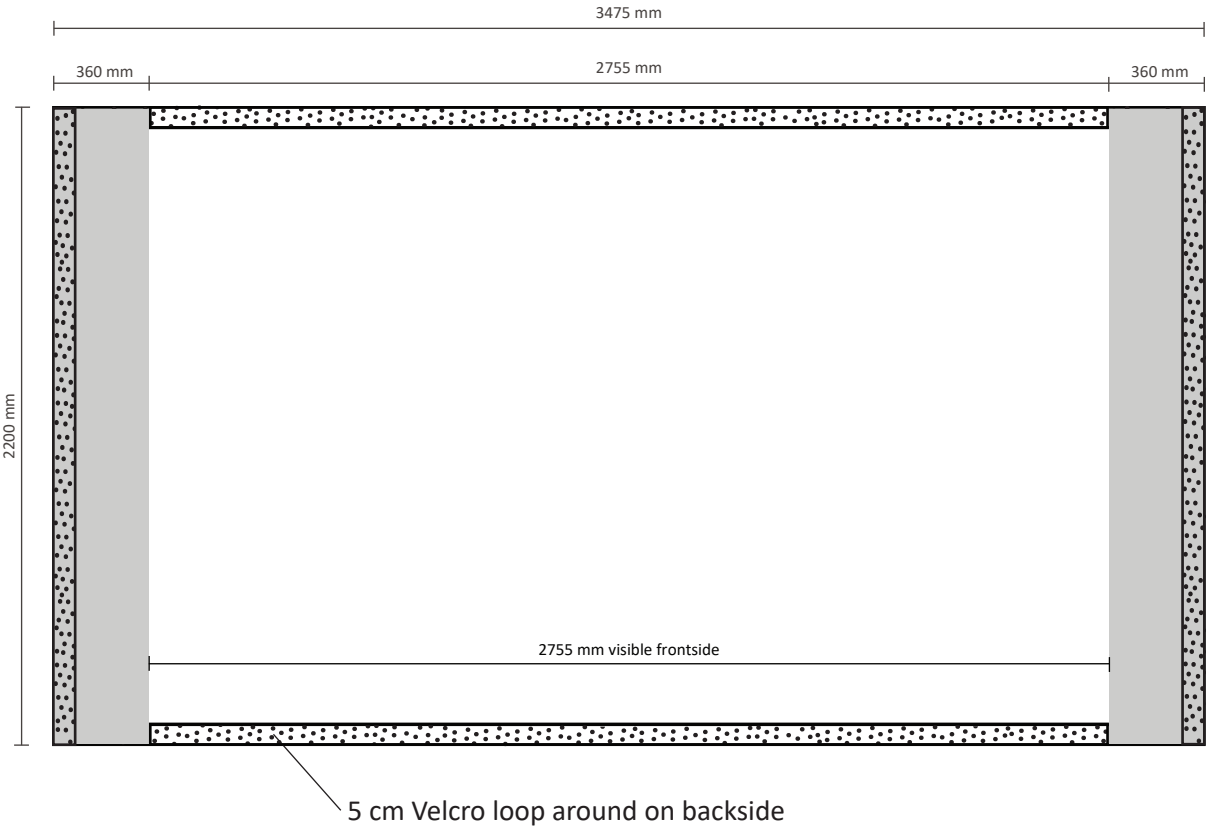 3475 mm
360 mm
2755 mm
360 mm
2200 mm
2755 mm visible frontside
5 cm Velcro loop around on backside